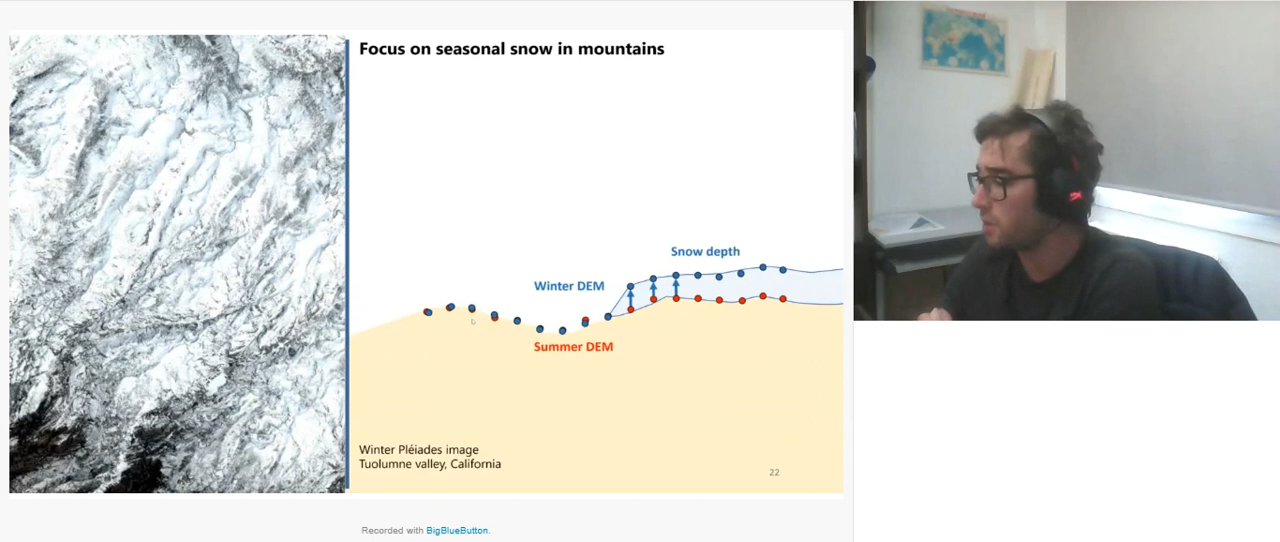 Focus on seasonal snow in mountains
Snow depth
Winter DEM
Summer DEM
Winter Pléiades image
Tuolumne valley, California
22
Recorded with BigBlueButton.